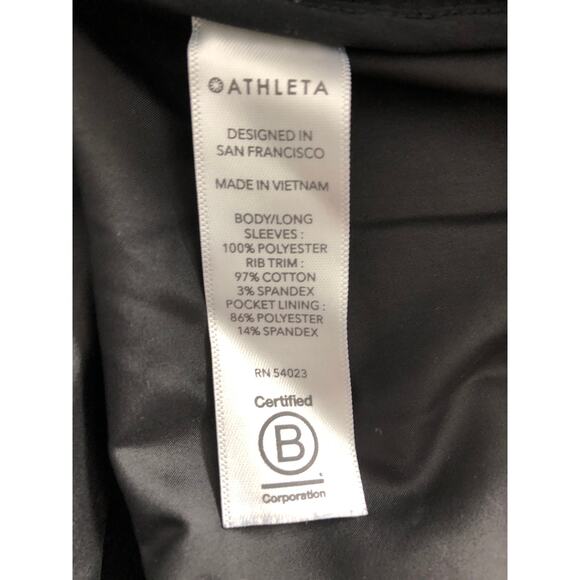 ATHLETA
DESIGNED IN
SAN FRANCISCO
MADE IN VIETNAM
BODY/LONG
SLEEVES :
100% POLYESTER
RIB TRIM :
97% COTTON
3% SPANDEX
POCKET LINING :
86% POLYESTER
14% SPANDEX
RN 54023
Certified
B
Corporation